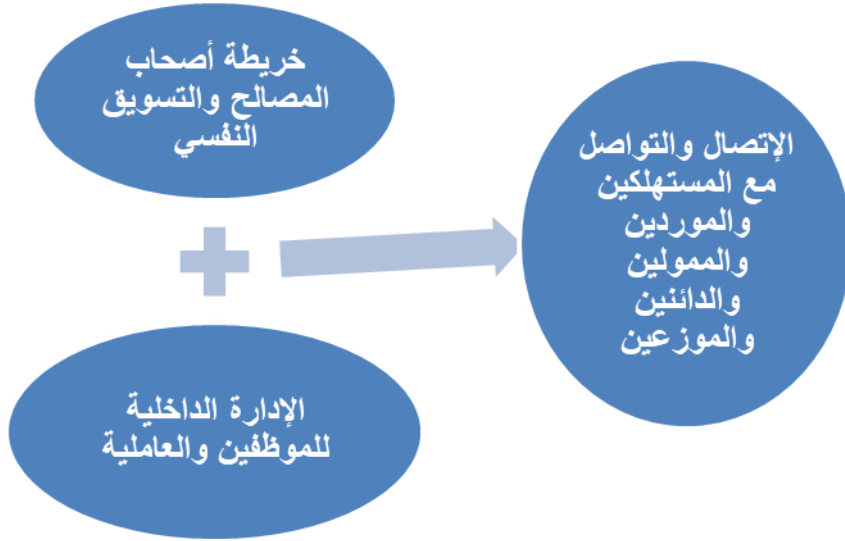 خريطة أصحاب
المصالح والتسويق
النفسي
الإدارة الداخلية
للموظفين والعاملية
الإتصال والتواصل
مع المستهلكين
والموردين
والممولين
والدائنين
والموزعين